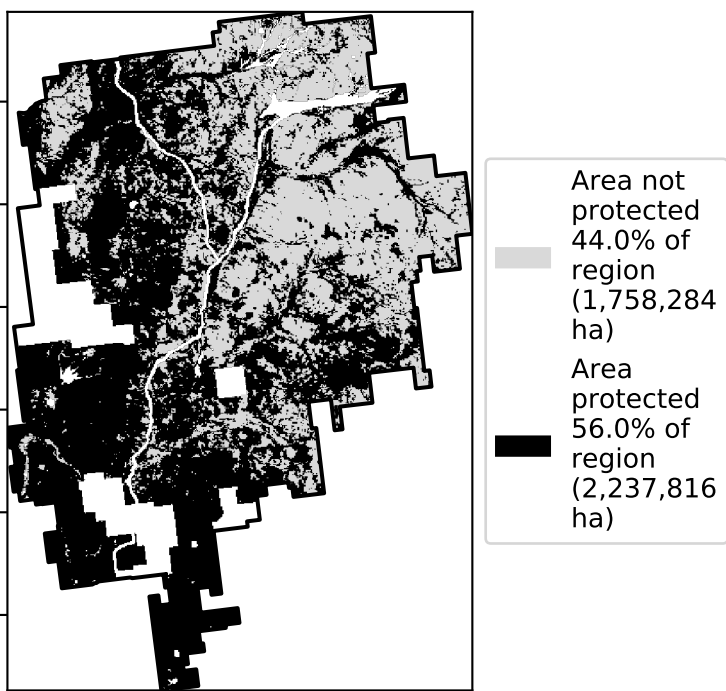 Area not
protected
44.0% of
region
(1,758,284
ha)
Area
protected
56.0% of
region
(2,237,816
ha)